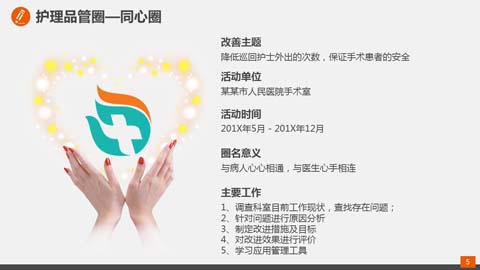 护理品管圈—同心圈
改善主题
降低巡回护士外出的次数，保证手术患者的安全
活动单位
某某市人民医院手术室
活动时间
201X年5月 - 201X年12月
圈名意义
与病人心心相通，与医生心手相连
主要工作
1、调查科室目前工作现状，查找存在问题；
2、针对问题进行原因分析
3、制定改进措施及目标
4、对改进效果进行评价
5、学习应用管理工具
5